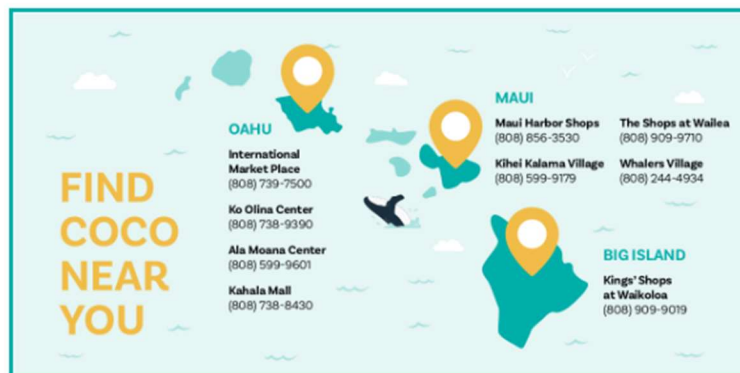 FIND
COCO
NEAR
YOU
OAHU
International
Market Place
(808) 739-7500
Ko Olina Center
(808) 738-9390
Ala Moana Center
(808) 599-9601
Kahala Mall
(808) 738-8430
MAUI
Maui Harbor Shops
(808) 856-3530
Kihei Kalama Village
(808) 599-9179
The Shops at Wailea
(808) 909-9710
Whalers Village
(808) 244-4934
BIG ISLAND
Kings' Shops
at Waikoloa
(808) 909-9019